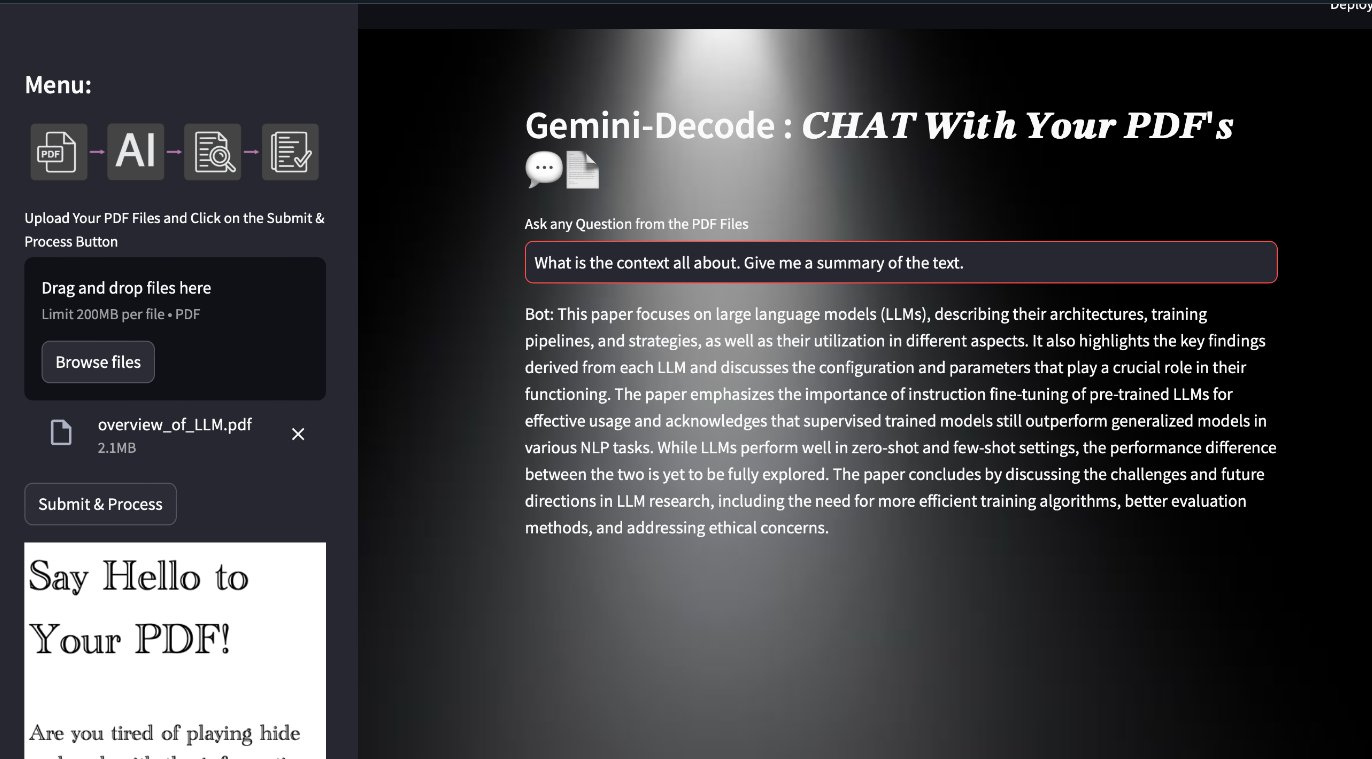 Deploy
Menu:
PDF
AI
Upload Your PDF Files and Click on the Submit &
Process Button
Drag and drop files here
Limit 200MB per file • PDF
Browse files
overview_of_LLM.pdf
2.1MB
Submit & Process
Say Hello to
Your PDF!
Are you tired of playing hide
Gemini-Decode : CHAT With Your PDF's
Ask any Question from the PDF Files
What is the context all about. Give me a summary of the text.
Bot: This paper focuses on large language models (LLMs), describing their architectures, training
pipelines, and strategies, as well as their utilization in different aspects. It also highlights the key findings
derived from each LLM and discusses the configuration and parameters that play a crucial role in their
functioning. The paper emphasizes the importance of instruction fine-tuning of pre-trained LLMs for
effective usage and acknowledges that supervised trained models still outperform generalized models in
various NLP tasks. While LLMs perform well in zero-shot and few-shot settings, the performance difference
between the two is yet to be fully explored. The paper concludes by discussing the challenges and future
directions in LLM research, including the need for more efficient training algorithms, better evaluation
methods, and addressing ethical concerns.